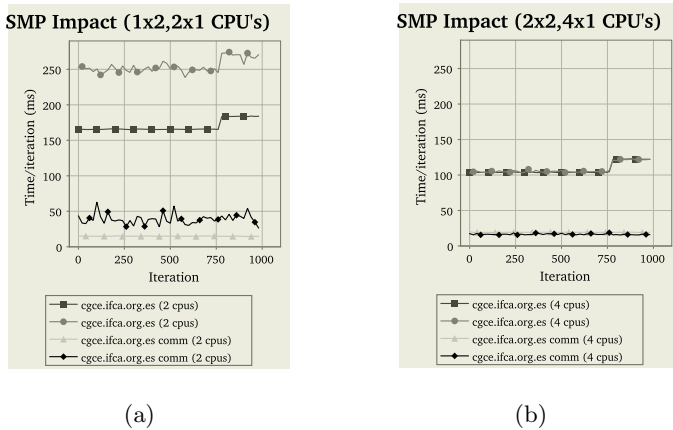 SMP Impact (1x2,2x1 CPU's)
250
200
150
100
50
0
Time/iteration (ms)
0 250 500 750 1000
Iteration
cgce.ifca.org.es (2 cpus)
cgce.ifca.org.es (2 cpus)
cgce.ifca.org.es comm (2 cpus)
cgce.ifca.org.es comm (2 cpus)
(a)
SMP Impact (2x2,4x1 CPU's)
250
200
150
100
50
0
Time/iteration (ms)
0 250 500 750 1000
Iteration
cgce.ifca.org.es (4 cpus)
cgce.ifca.org.es (4 cpus)
cgce.ifca.org.es comm (4 cpus)
cgce.ifca.org.es comm (4 cpus)
(b)